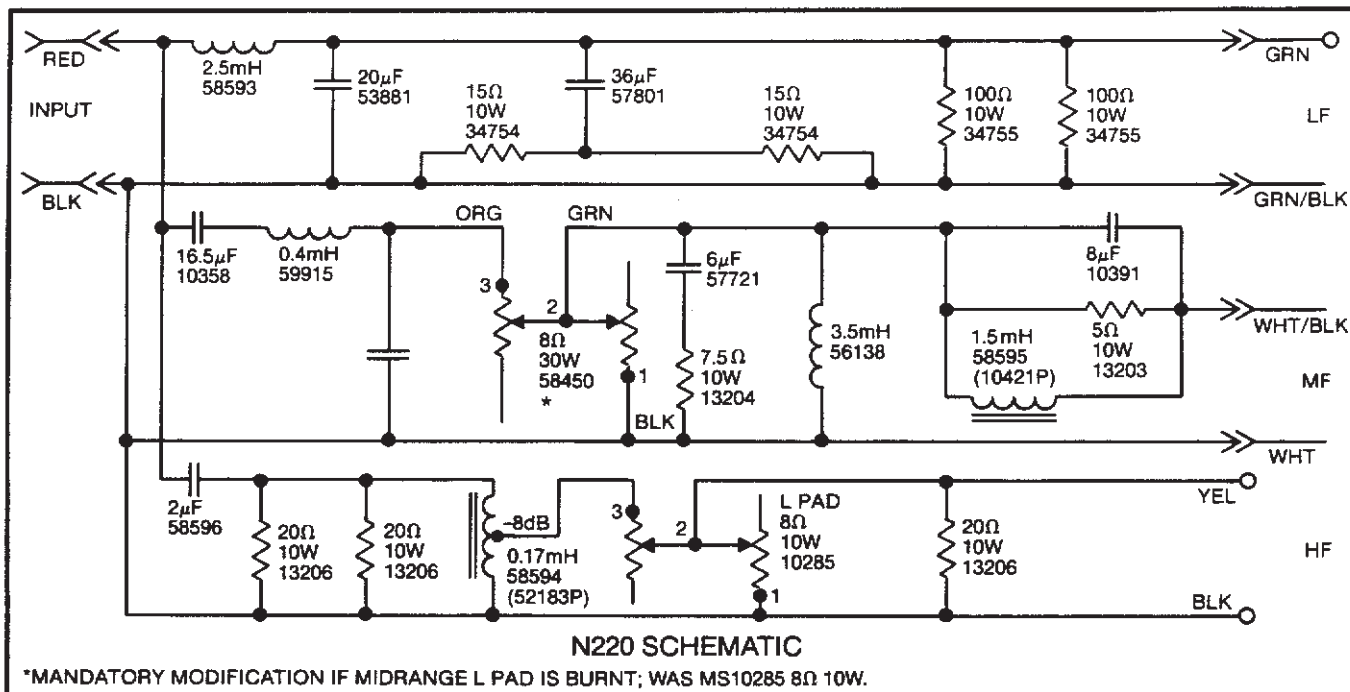 RED
INPUT
BLK
2.5mH
58593
20µF
53881
15Ω
10W
34754
36µF
57801
15Ω
10W
34754
100Ω
10W
34755
100Ω
10W
34755
GRN
LF
GRN/BLK
16.5µF
10358
0.4mH
59915
ORG
GRN
3
2
8Ω
30W
58450
*
1
BLK
6µF
57721
7.5Ω
10W
13204
3.5mH
56138
8µF
10391
5Ω
10W
13203
1.5mH
58595
(10421P)
WHT/BLK
MF
WHT
2µF
58596
20Ω
10W
13206
20Ω
10W
13206
–8dB
0.17mH
58594
(52183P)
3
2
L PAD
8Ω
10W
10285
1
20Ω
10W
13206
YEL
HF
BLK
N220 SCHEMATIC
*MANDATORY MODIFICATION IF MIDRANGE L PAD IS BURNT; WAS MS10285 8Ω 10W.